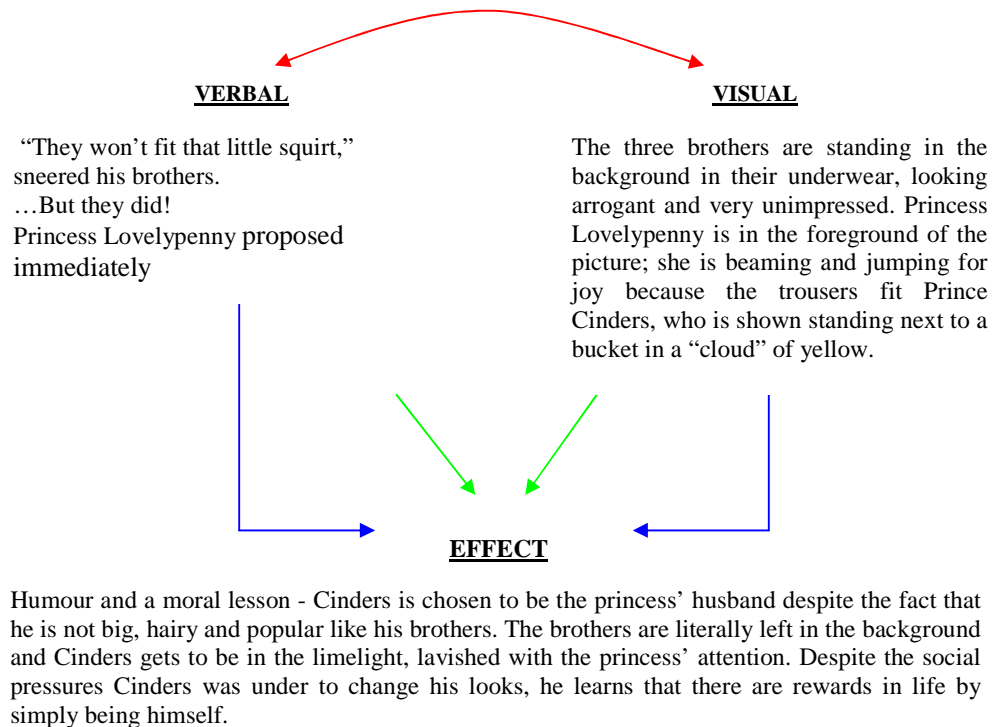 VERBAL
“They won’t fit that little squirt,”
sneered his brothers.
…But they did!
Princess Lovelypenny proposed
immediately
VISUAL
The three brothers are standing in the
background in their underwear, looking
arrogant and very unimpressed. Princess
Lovelypenny is in the foreground of the
picture; she is beaming and jumping for
joy because the trousers fit Prince
Cinders, who is shown standing next to a
bucket in a “cloud” of yellow.
EFFECT
Humour and a moral lesson - Cinders is chosen to be the princess’ husband despite the fact that
he is not big, hairy and popular like his brothers. The brothers are literally left in the background
and Cinders gets to be in the limelight, lavished with the princess’ attention. Despite the social
pressures Cinders was under to change his looks, he learns that there are rewards in life by
simply being himself.